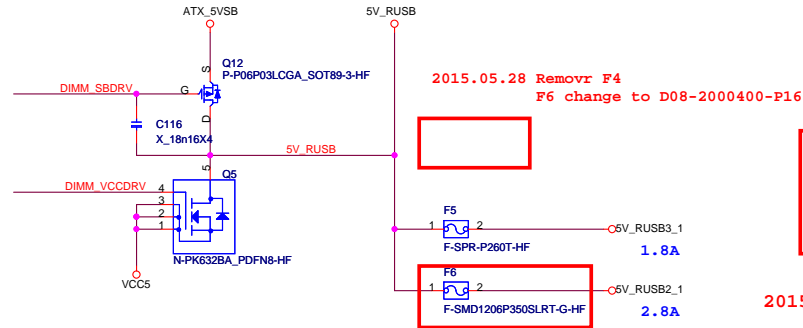 ATX_5VSB
5V_RUSB
Q12
P-P06P03LCGA_SOT89-3-HF
S
G
D
DIMM_SBDRV
C116
X_18n16X4
5V_RUSB
2015.05.28 Removr F4
F6 change to D08-2000400-P16
5
Q5
DIMM_VCCDRV
4
3
2
1
N-PK632BA_PDFN8-HF
VCC5
F5
1
2
5V_RUSB3_1
F-SPR-P260T-HF
1.8A
F6
1
2
5V_RUSB2_1
F-SMD1206P350SLRT-G-HF
2.8A
2015